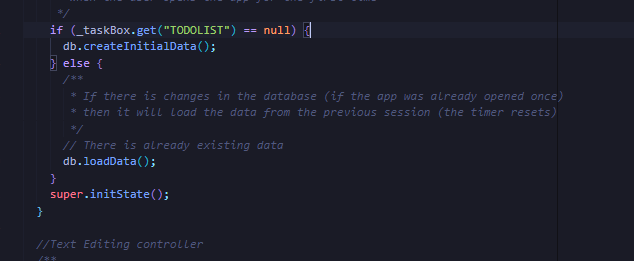 */
if (_taskBox.get("TODOLIST") == null) {
db.createInitialData();
} else {
/**
* If there is changes in the database (if the app was already opened once)
* then it will load the data from the previous session (the timer resets)
*/
// There is already existing data
db.loadData();
}
super.initState();
}
//Text Editing controller
/**